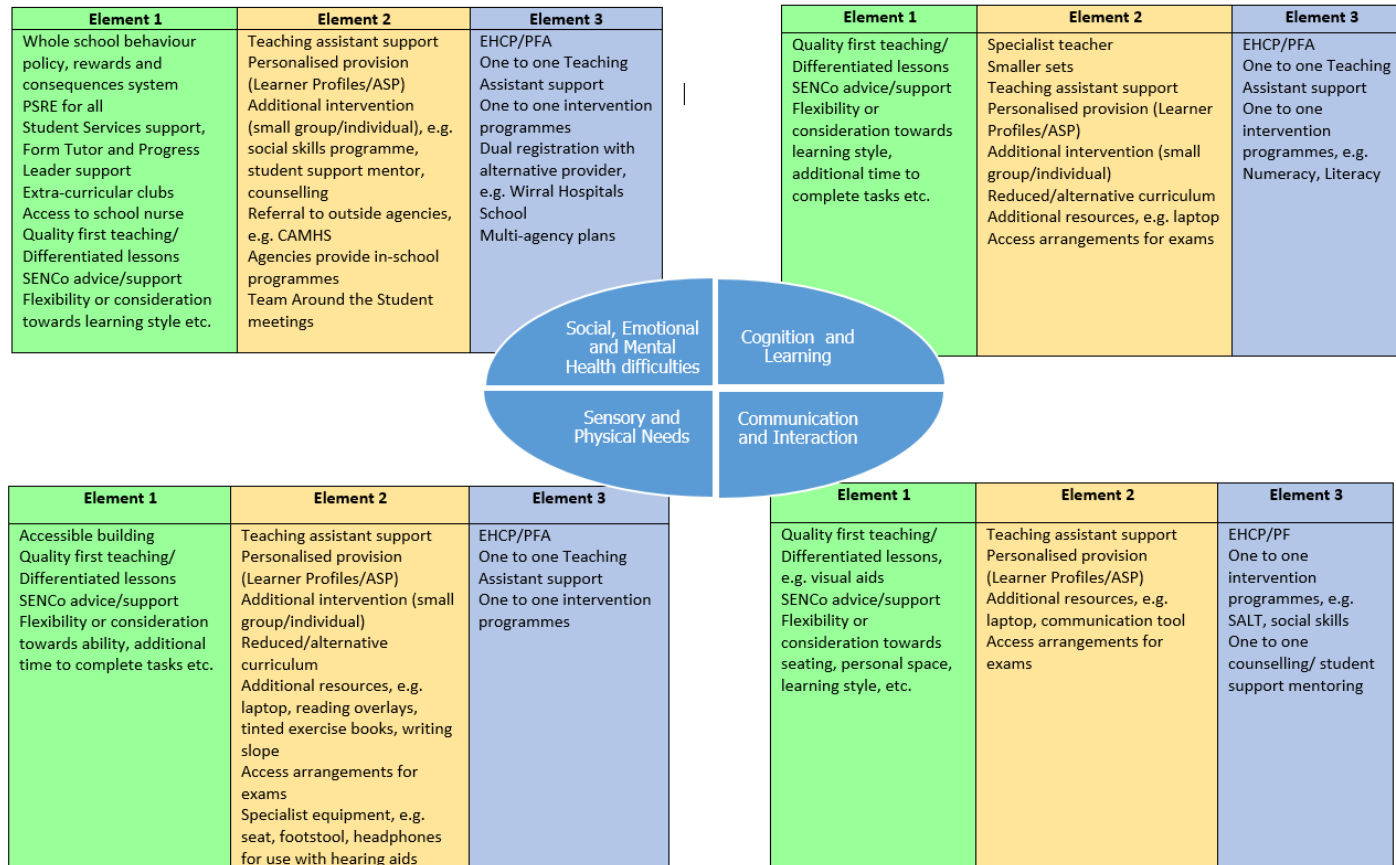 Element 1
Whole school behaviour
policy, rewards and
consequences system
PSRE for all
Student Services support,
Form Tutor and Progress
Leader support
Extra-curricular clubs
Access to school nurse
Quality first teaching/
Differentiated lessons
SENCo advice/support
Flexibility or consideration
towards learning style etc.
Element 2
Teaching assistant support
Personalised provision
(Learner Profiles/ASP)
Additional intervention
(small group/individual), e.g.
social skills programme,
student support mentor,
counselling
Referral to outside agencies,
e.g. CAMHS
Agencies provide in-school
programmes
Team Around the Student
meetings
Element 3
EHCP/PFA
One to one Teaching
Assistant support
One to one intervention
programmes
Dual registration with
alternative provider,
e.g. Wirral Hospitals
School
Multi-agency plans
Element 1
Quality first teaching/
Differentiated lessons
SENCo advice/support
Flexibility or
consideration towards
learning style,
additional time to
complete tasks etc.
Element 2
Specialist teacher
Smaller sets
Teaching assistant support
Personalised provision (Learner
Profiles/ASP)
Additional intervention (small
group/individual)
Reduced/alternative curriculum
Additional resources, e.g. laptop
Access arrangements for exams
Element 3
EHCP/PFA
One to one Teaching
Assistant support
One to one
intervention
programmes, e.g.
Numeracy, Literacy
Social, Emotional
and Mental
Health difficulties
Cognition and
Learning
Sensory and
Physical Needs
Communication
and Interaction
Element 1
Accessible building
Quality first teaching/
Differentiated lessons
SENCo advice/support
Flexibility or consideration
towards ability, additional
time to complete tasks etc.
Element 2
Teaching assistant support
Personalised provision
(Learner Profiles/ASP)
Additional intervention (small
group/individual)
Reduced/alternative
curriculum
Additional resources, e.g.
laptop, reading overlays,
tinted exercise books, writing
slope
Access arrangements for
exams
Specialist equipment, e.g.
seat, footstool, headphones
for use with hearing aids
Element 3
EHCP/PFA
One to one Teaching
Assistant support
One to one intervention
programmes
Element 1
Quality first teaching/
Differentiated lessons,
e.g. visual aids
SENCo advice/support
Flexibility or
consideration towards
seating, personal space,
learning style, etc.
Element 2
Teaching assistant support
Personalised provision
(Learner Profiles/ASP)
Additional resources, e.g.
laptop, communication tool
Access arrangements for
exams
Element 3
EHCP/PF
One to one
intervention
programmes, e.g.
SALT, social skills
One to one
counselling/ student
support mentoring